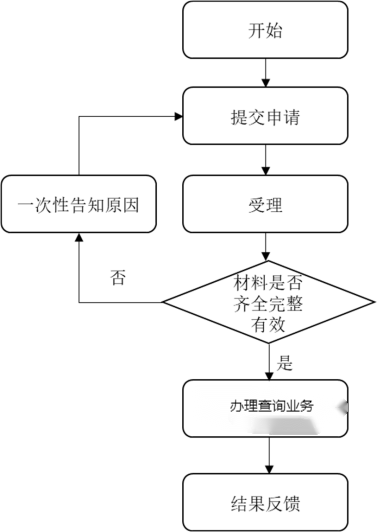 开始
提交申请
一次性告知原因
受理
材料是否
齐全完整
有效
否
是
办理查询业务
结果反馈